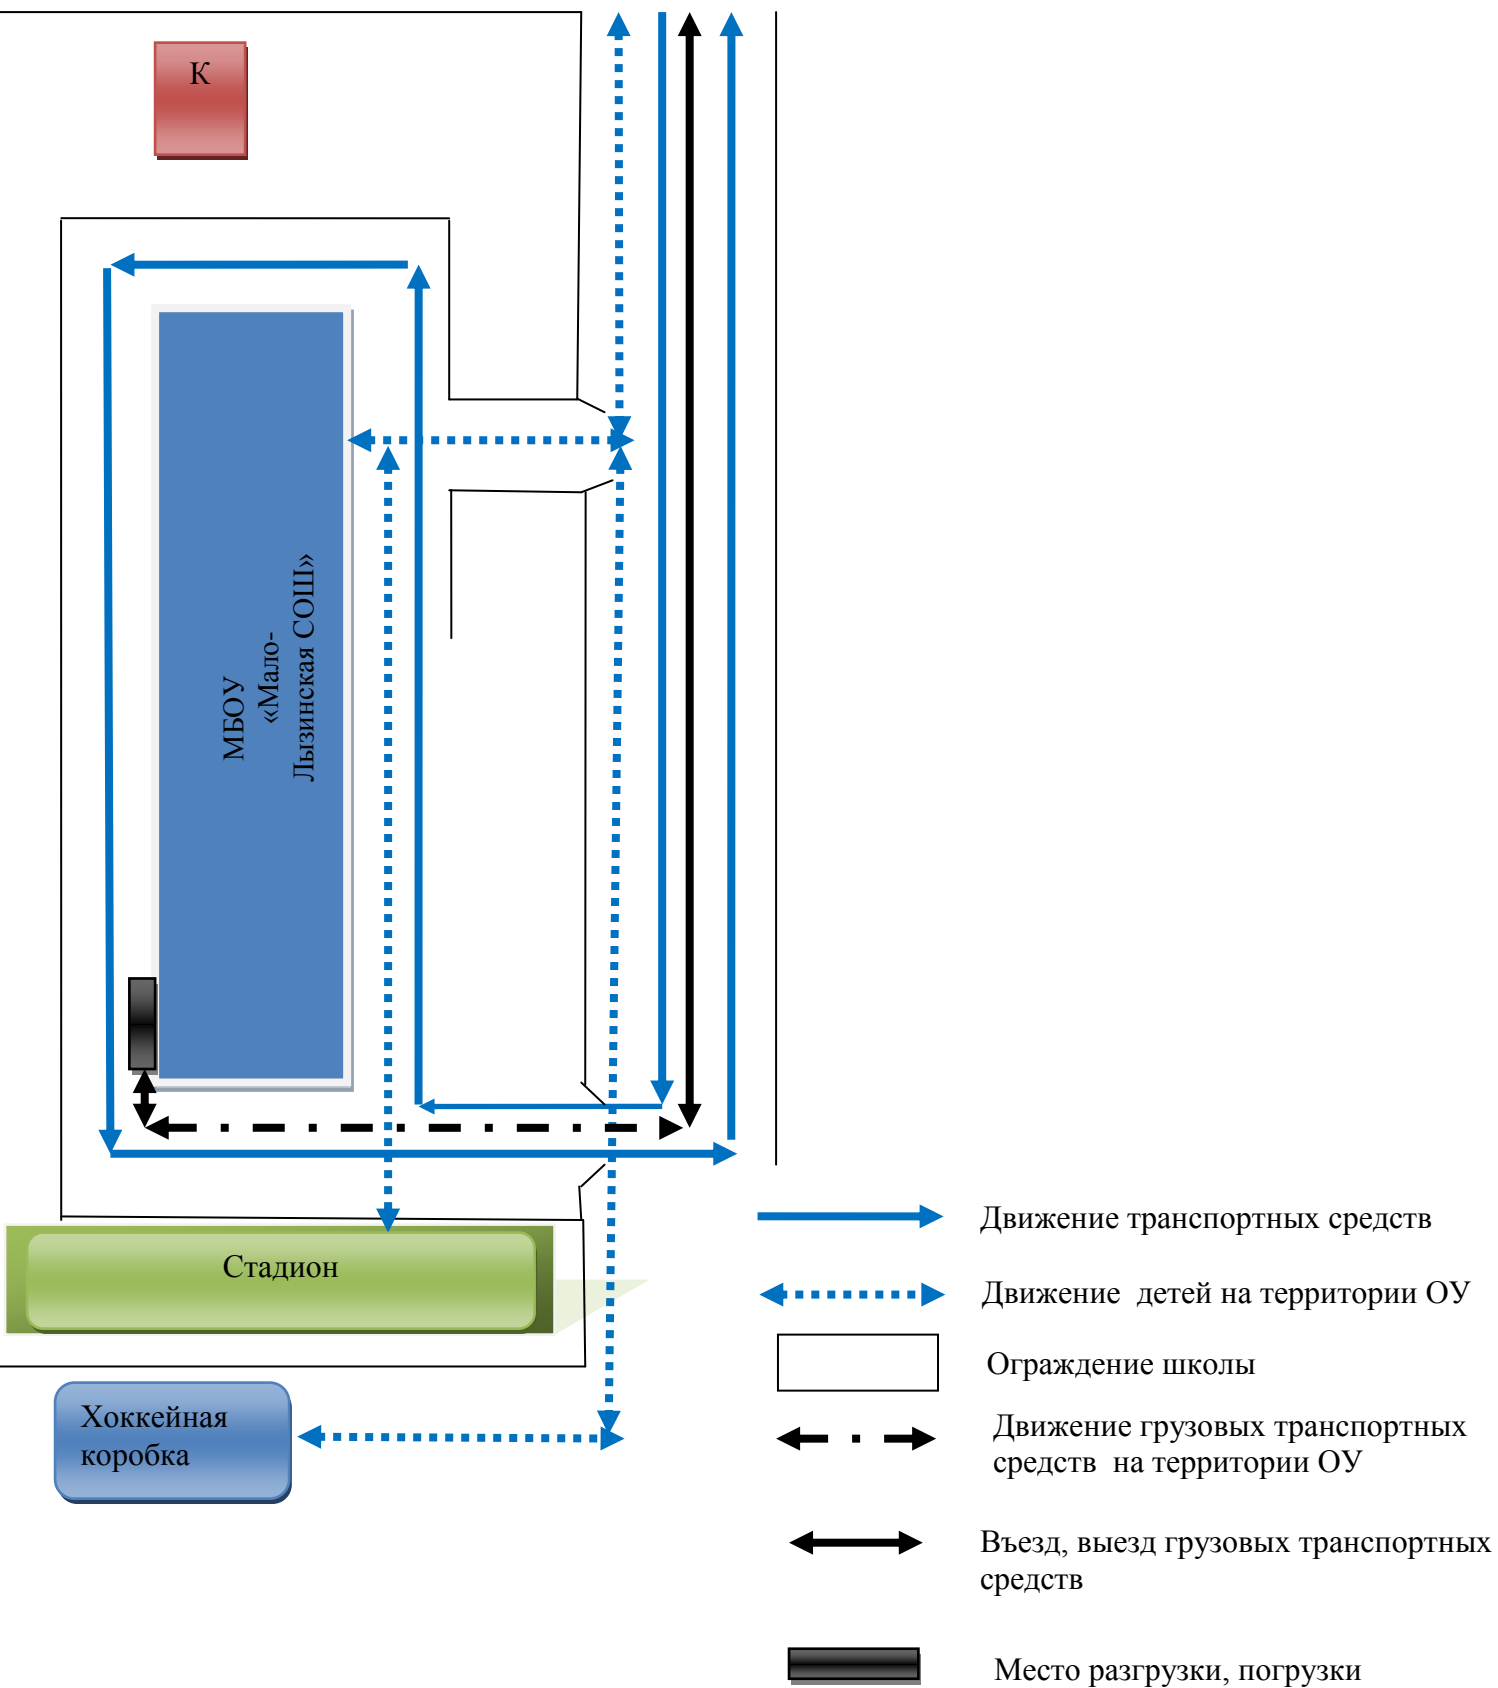 К
МБОУ
«Мало-
Лызинская СОШ»
Стадион
Хоккейная
коробка
Движение транспортных средств
Движение  детей на территории ОУ
Ограждение школы
Движение грузовых транспортных
средств  на территории ОУ
Въезд, выезд грузовых транспортных
средств
Место разгрузки, погрузки